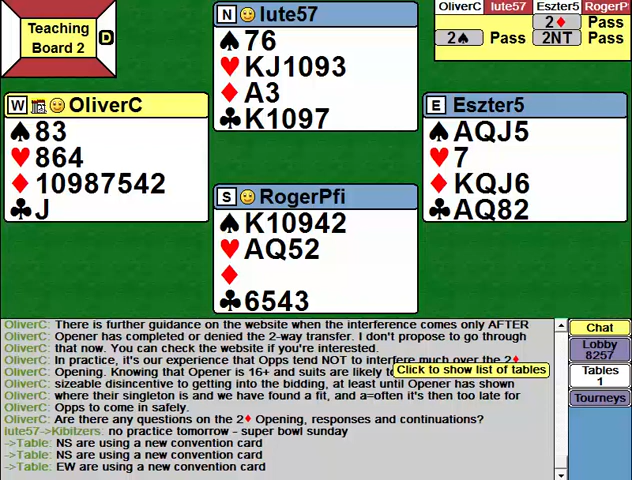 Teaching
Board 2
D
N lute57
♠76
♥KJ1093
♦A3
♣K1097
OliverC lute57 Eszter5 RogerP
2♦ Pass
2♠ Pass 2NT Pass
W OliverC
♠83
♥864
♦10987542
♣J
E Eszter5
♠AQJ5
♥7
♦KQJ6
♣AQ82
S RogerPfi
♠K10942
♥AQ52
♦
♣6543
OliverC: There is further guidance on the website when the interference comes only AFTER
OliverC: Opener has completed or denied the 2-way transfer. I don't propose to go through
OliverC: that now. You can check the website if you're interested.
OliverC: In practice, it's our experience that Opps tend NOT to interfere much over the 2♦
OliverC: Opening. Knowing that Opener is 16+ and suits are likely t
Click to show list of tables
OliverC: sizeable disincentive to getting into the bidding, at least until Opener has shown
OliverC: where their singleton is and we have found a fit, and a=often it's then too late for
OliverC: Opps to come in safely.
OliverC: Are there any questions on the 2♦ Opening, responses and continuations?
lute57->Kibitzers: no practice tomorrow - super bowl sunday
->Table: NS are using a new convention card
->Table: NS are using a new convention card
->Table: EW are using a new convention card
Chat
Lobby
8257
Tables
1
Tourneys